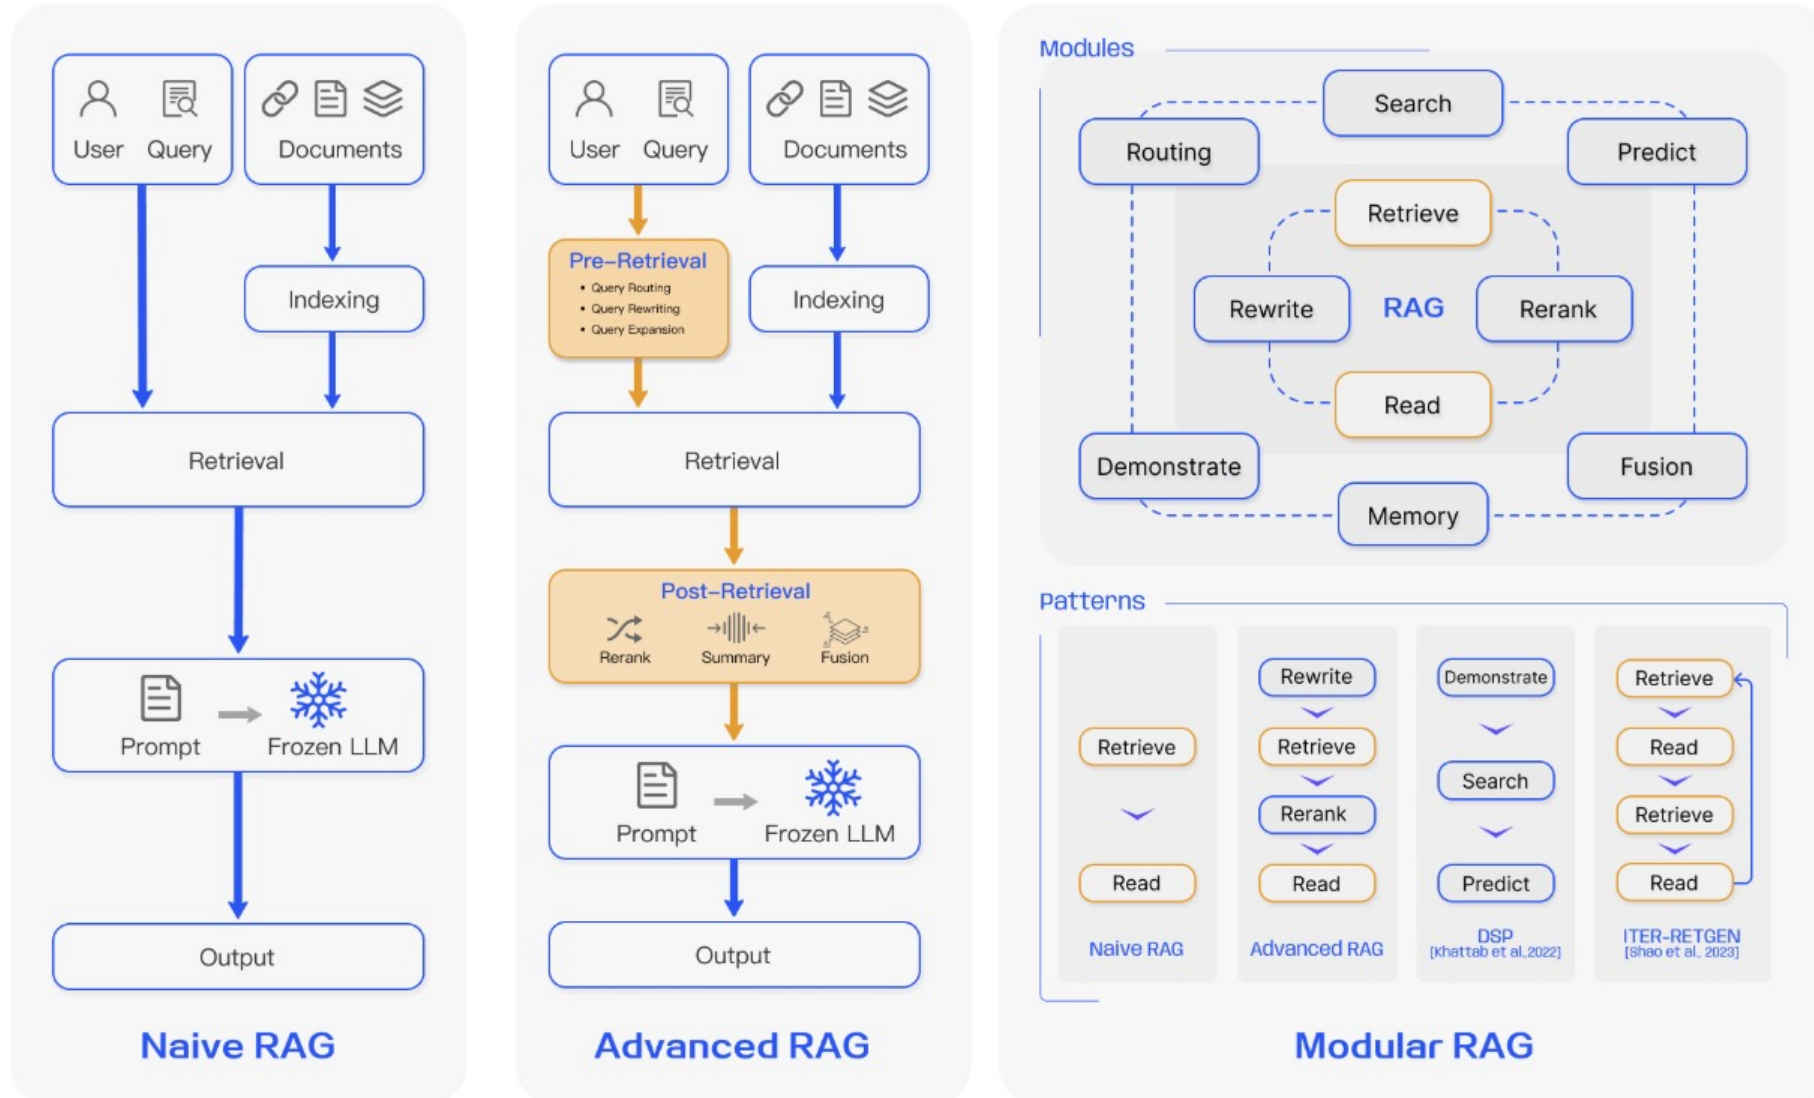 User Query
Documents
Indexing
Retrieval
Prompt
Frozen LLM
Output
Naive RAG
User Query
Documents
Pre-Retrieval
• Query Routing
• Query Rewriting
• Query Expansion
Indexing
Retrieval
Post-Retrieval
Rerank
Summary
Fusion
Prompt
Frozen LLM
Output
Advanced RAG
Modules
Search
Routing
Predict
Retrieve
Rewrite
RAG
Rerank
Read
Demonstrate
Fusion
Memory
Patterns
Retrieve
Read
Naive RAG
Rewrite
Retrieve
Rerank
Read
Advanced RAG
Demonstrate
Search
Predict
DSP
[Khattab et al.,2022]
Retrieve
Read
Retrieve
Read
ITER-RETGEN
[Shao et al., 2023]
Modular RAG